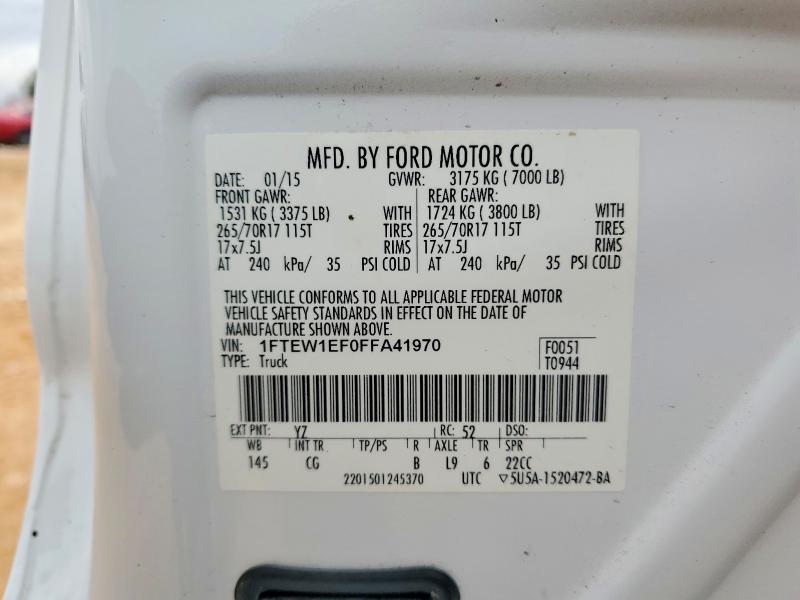 MFD. BY FORD MOTOR CO.
DATE: 01/15 GVWR: 3175 KG ( 7000 LB)
FRONT GAWR: REAR GAWR:
1531 KG ( 3375 LB) WITH 1724 KG ( 3800 LB) WITH
265/70R17 115T TIRES 265/70R17 115T TIRES
17x7.5J RIMS 17x7.5J RIMS
AT 240 kPa/ 35 PSI COLD AT 240 kPa/ 35 PSI COLD
THIS VEHICLE CONFORMS TO ALL APPLICABLE FEDERAL MOTOR
VEHICLE SAFETY STANDARDS IN EFFECT ON THE DATE OF
MANUFACTURE SHOWN ABOVE.
VIN: 1FTEW1EF0FFA41970 F0051
TYPE: Truck T0944
EXT PNT: YZ RC: 52 DSO:
WB INT TR TP/PS R AXLE TR SPR
145 CG B L9 6 22CC
2201501245370 UTC ▽5U5A-1520472-BA